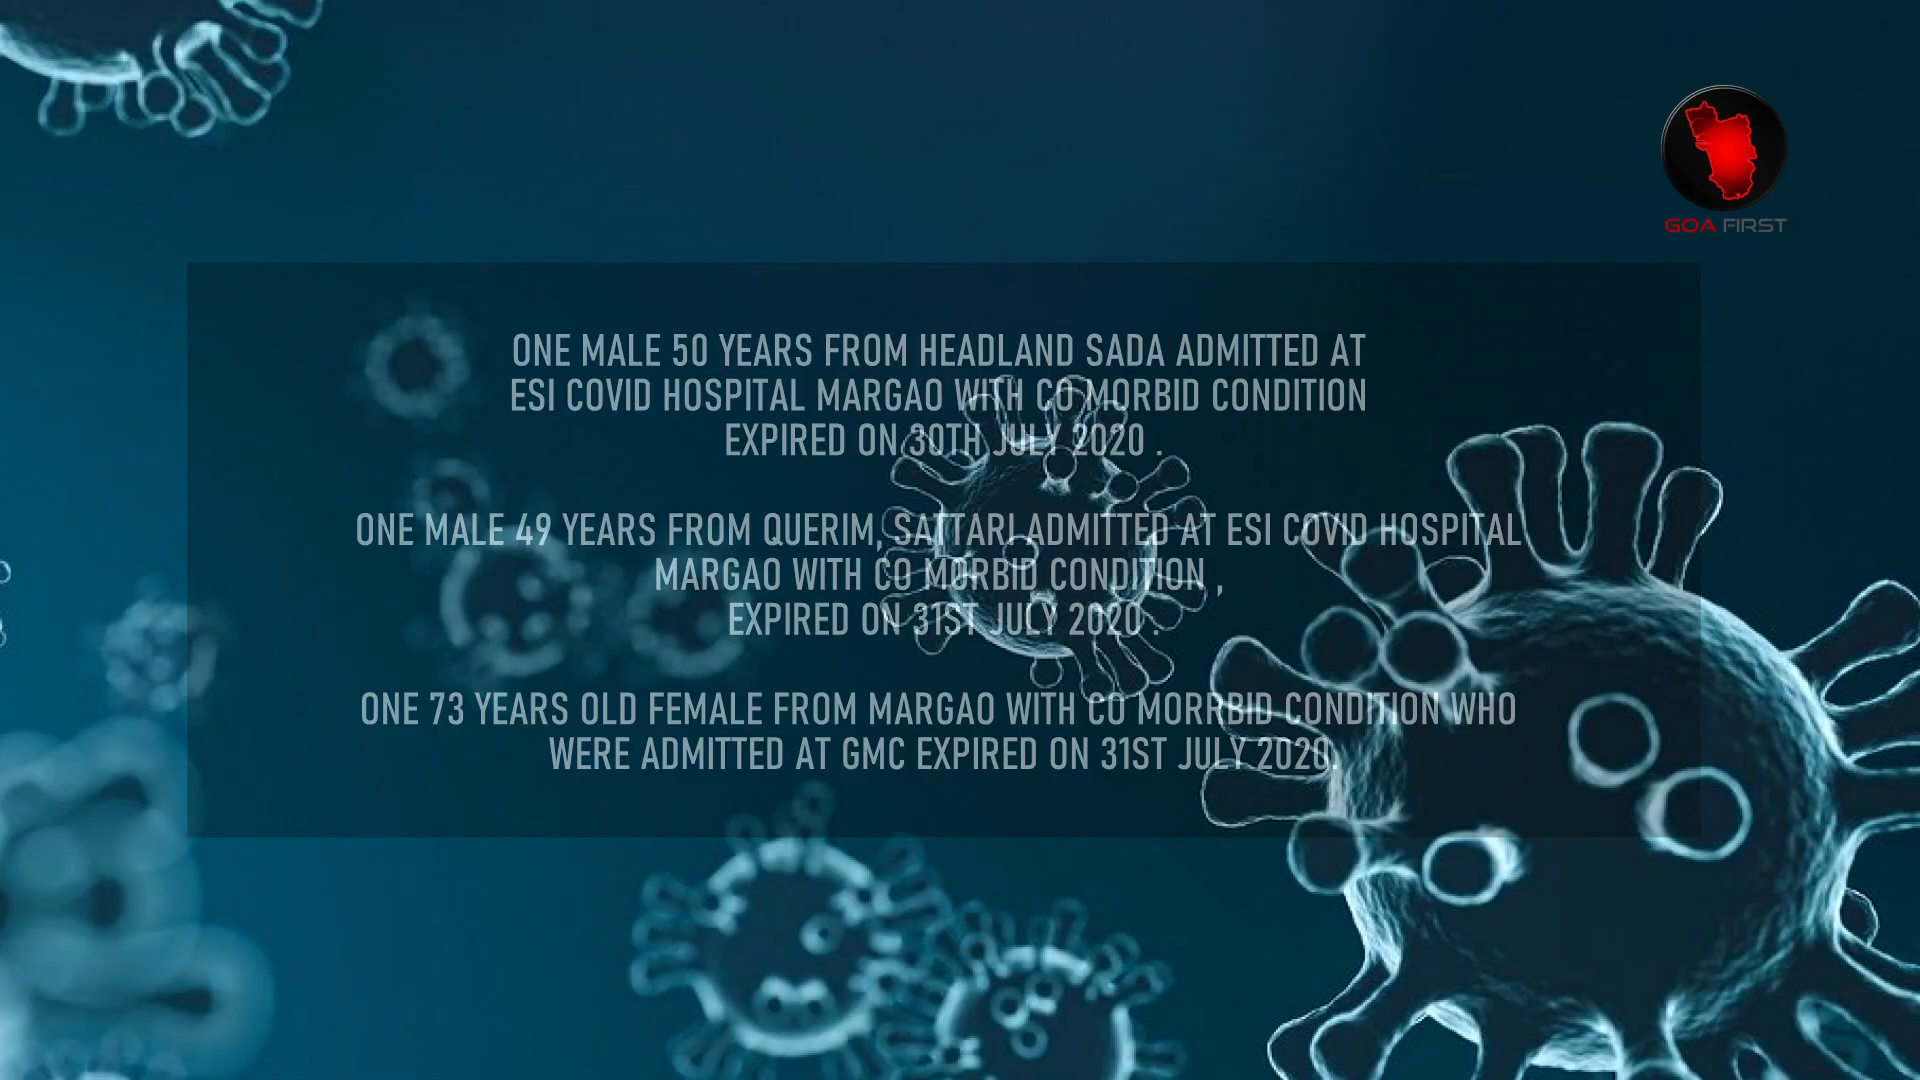 GOA FIRST
ONE MALE 50 YEARS FROM HEADLAND SADA ADMITTED AT
ESI COVID HOSPITAL MARGAO WITH CO MORBID CONDITION
EXPIRED ON 30TH JULY 2020 .
ONE MALE 49 YEARS FROM QUERIM, SATTARI ADMITTED AT ESI COVID HOSPITAL
MARGAO WITH CO MORBID CONDITION ,
EXPIRED ON 31ST JULY 2020 .
ONE 73 YEARS OLD FEMALE FROM MARGAO WITH CO MORRBID CONDITION WHO
WERE ADMITTED AT GMC EXPIRED ON 31ST JULY 2020.